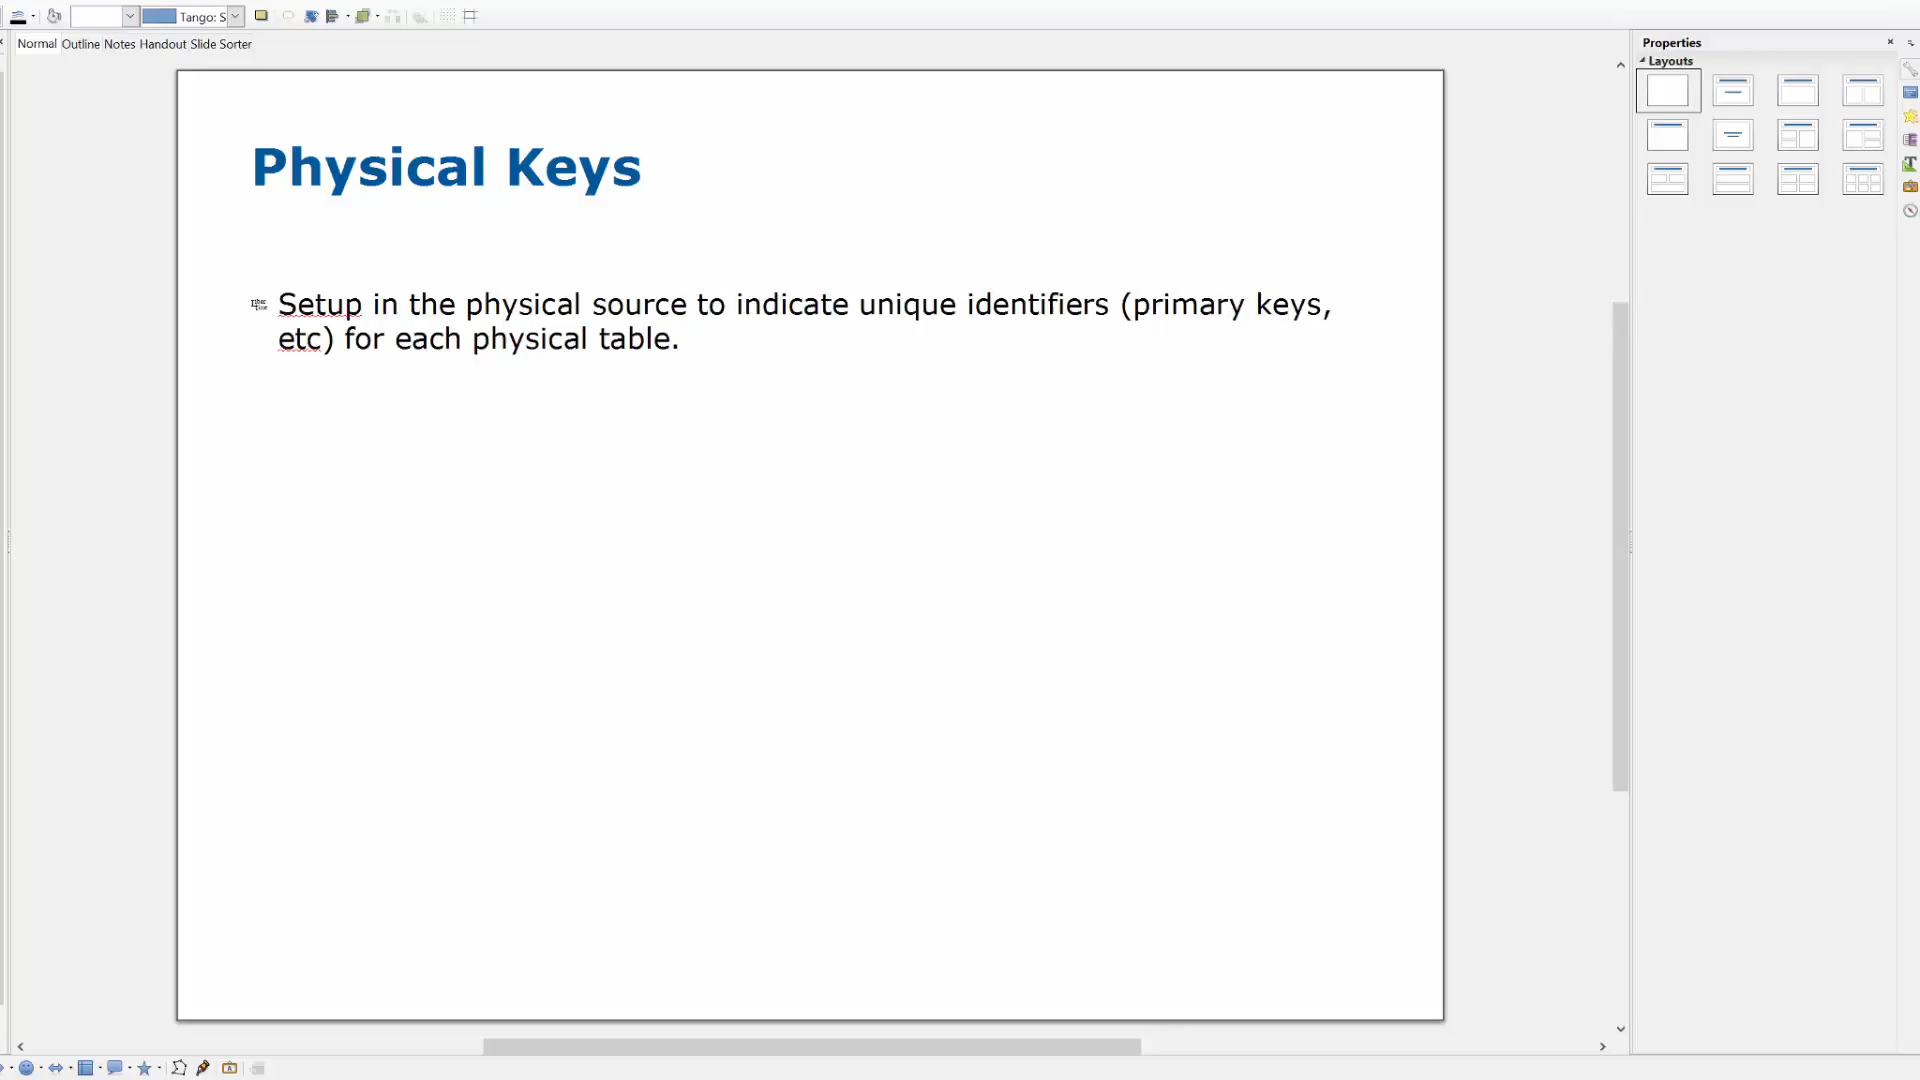 Tango: S
Normal Outline Notes Handout Slide Sorter
Properties
Layouts
Physical Keys
Setup in the physical source to indicate unique identifiers (primary keys,
etc) for each physical table.